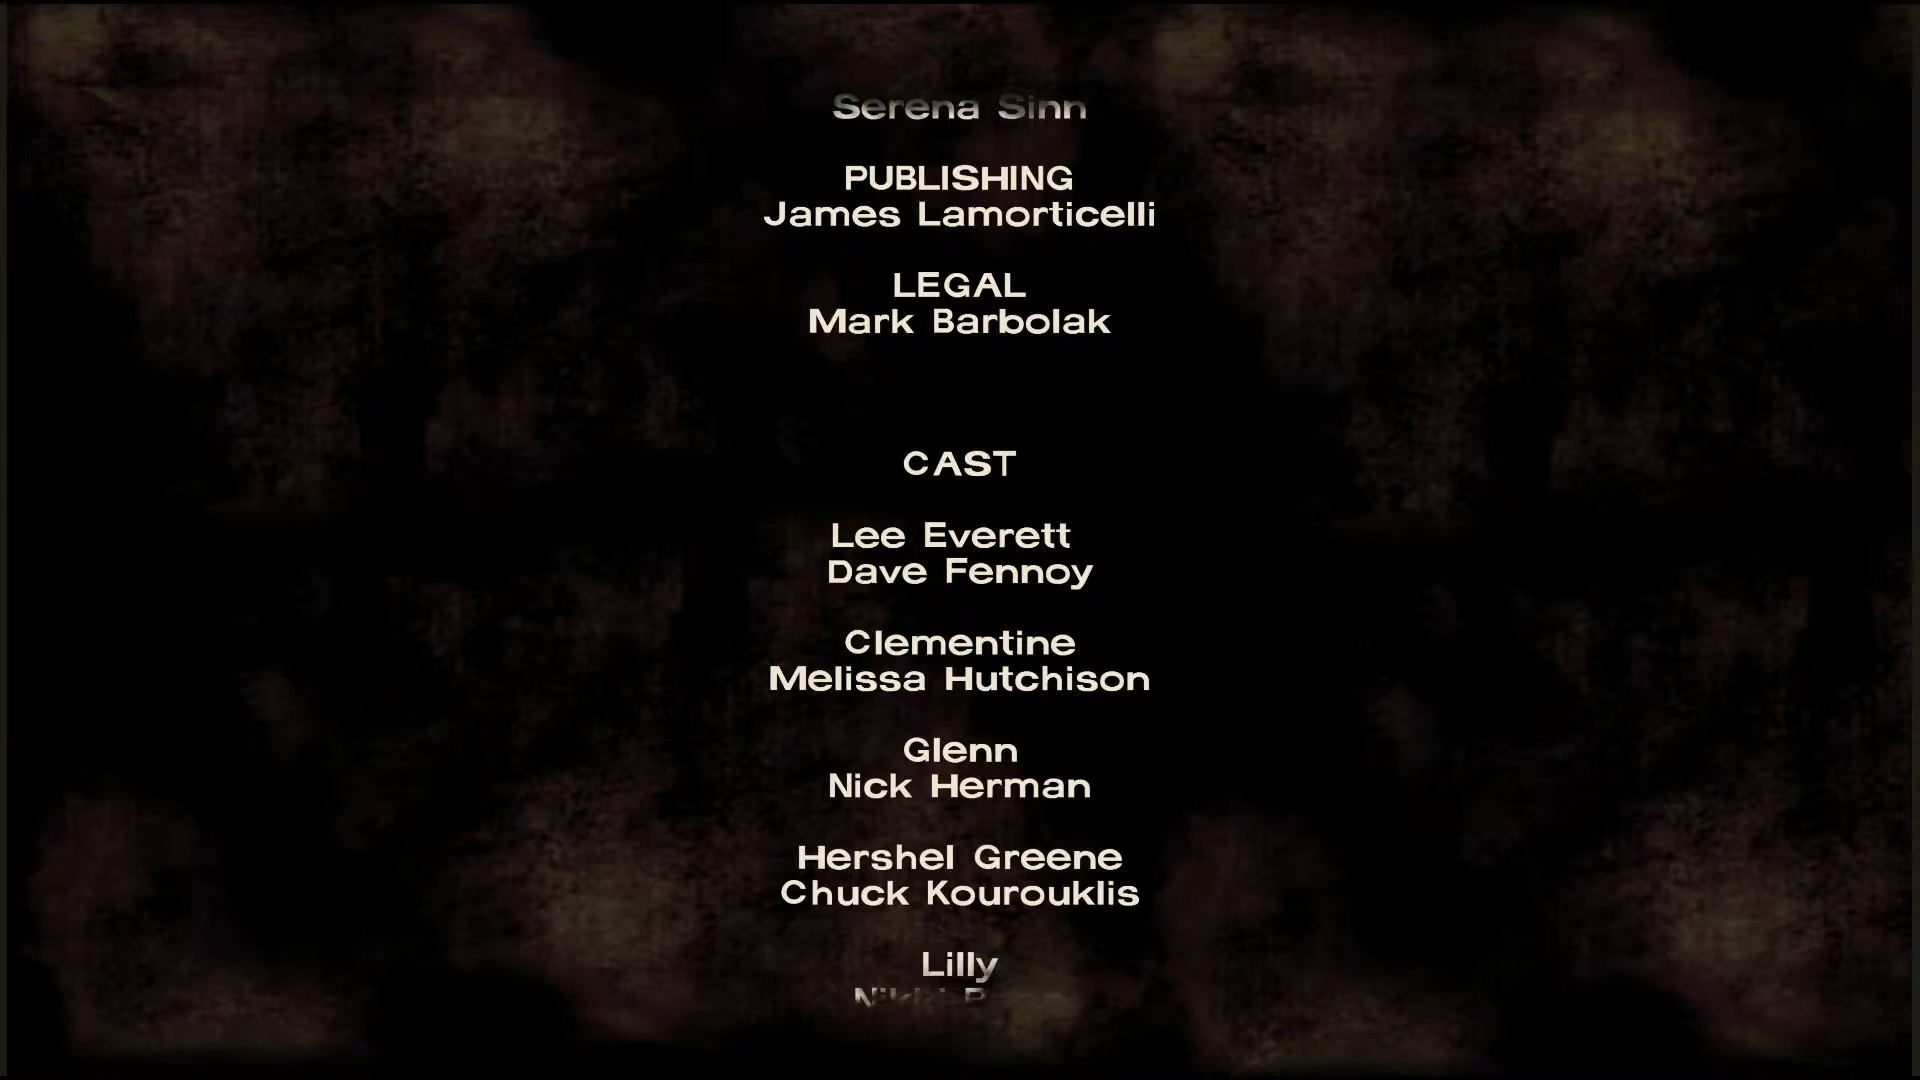 Serena Sinn
PUBLISHING
James Lamorticelli
LEGAL
Mark Barbolak
CAST
Lee Everett
Dave Fennoy
Clementine
Melissa Hutchison
Glenn
Nick Herman
Hershel Greene
Chuck Kourouklis
Lilly